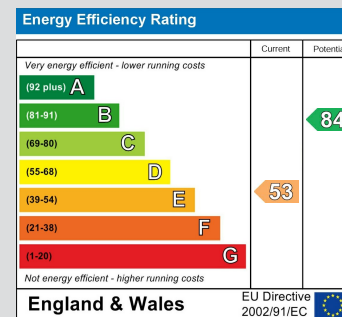 Energy Efficiency Rating
Current
Very energy efficient - lower running costs
(92 plus) A
(81-91) B
84
(69-80) C
(55-68) D
(39-54) E
53
(21-38) F
(1-20) G
Not energy efficient - higher running costs
England & Wales
EU Directive
2002/91/EC